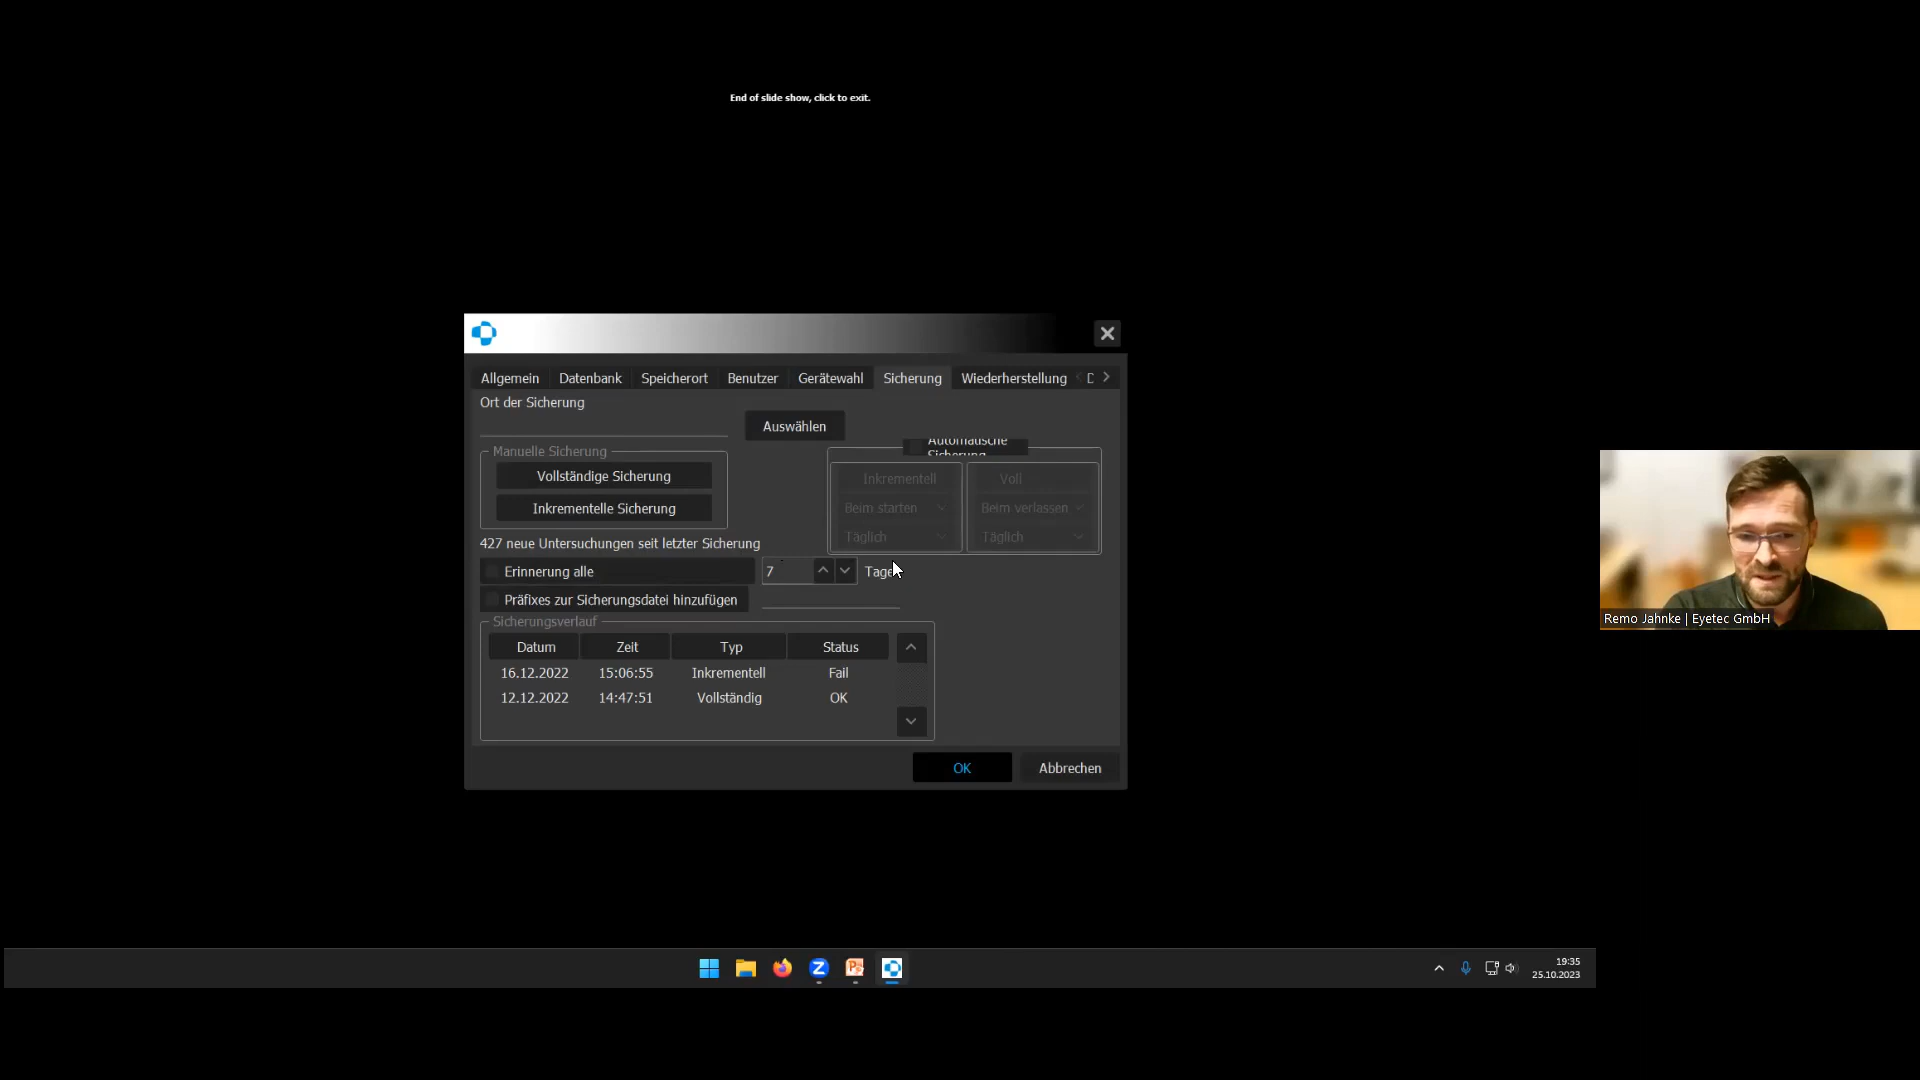 End of slide show, click to exit.
Allgemein Datenbank Speicherort Benutzer Gerätewahl Sicherung Wiederherstellung D
Ort der Sicherung
Auswählen
Manuelle Sicherung
Automatische
Sicherung
Vollständige Sicherung
Inkrementell Voll
Inkrementelle Sicherung
Beim starten Beim verlassen
Täglich Täglich
427 neue Untersuchungen seit letzter Sicherung
Erinnerung alle 7 Tage
Präfixes zur Sicherungsdatei hinzufügen
Sicherungsverlauf
Datum Zeit Typ Status
16.12.2022 15:06:55 Inkrementell Fail
12.12.2022 14:47:51 Vollständig OK
OK Abbrechen
Remo Jahnke | Eyetec GmbH
19:35
25.10.2023